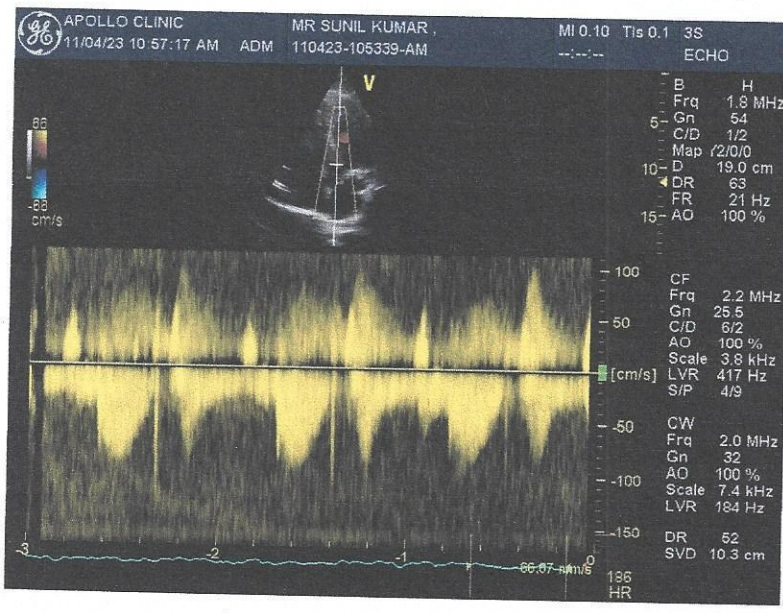 APOLLO CLINIC
11/04/23 10:57:17 AM ADM
MR SUNIL KUMAR ,
110423-105339-AM
MI 0.10 Tis 0.1 3S
--:--:-- ECHO
V
66
-66
cm/s
5
10
15
B H
Frq 1.8 MHz
Gn 54
C/D 1/2
Map /2/0/0
D 19.0 cm
DR 63
FR 21 Hz
AO 100 %
CF
Frq 2.2 MHz
Gn 25.5
C/D 6/2
AO 100 %
Scale 3.8 kHz
LVR 417 Hz
S/P 4/9
CW
Frq 2.0 MHz
Gn 32
AO 100 %
Scale 7.4 kHz
LVR 184 Hz
DR 52
SVD 10.3 cm
100
50
[cm/s]
-50
-100
-150
-3
-2
-1
0
66.67 mm/s
186
HR